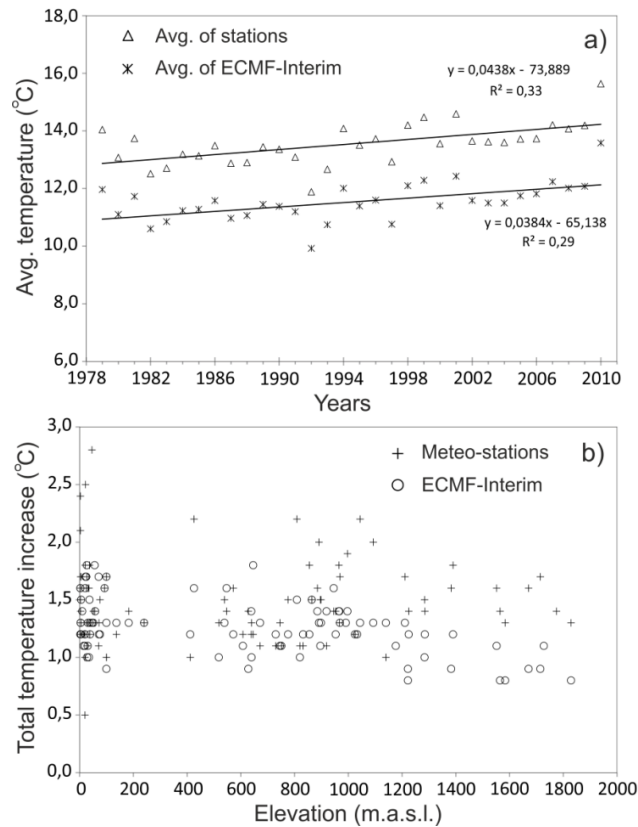 18,0
16,0
14,0
12,0
10,0
8,0
6,0
Avg. temperature (°C)
△ Avg. of stations
Avg. of ECMF-Interim
a)
y = 0,0438x - 73,889
R² = 0,33
y = 0,0384x - 65,138
R² = 0,29
1978 1982 1986 1990 1994 1998 2002 2006 2010
Years
3,0
2,5
2,0
1,5
1,0
0,5
0,0
Total temperature increase (°C)
+ Meteo-stations
○ ECMF-Interim
b)
0 200 400 600 800 1000 1200 1400 1600 1800 2000
Elevation (m.a.s.l.)